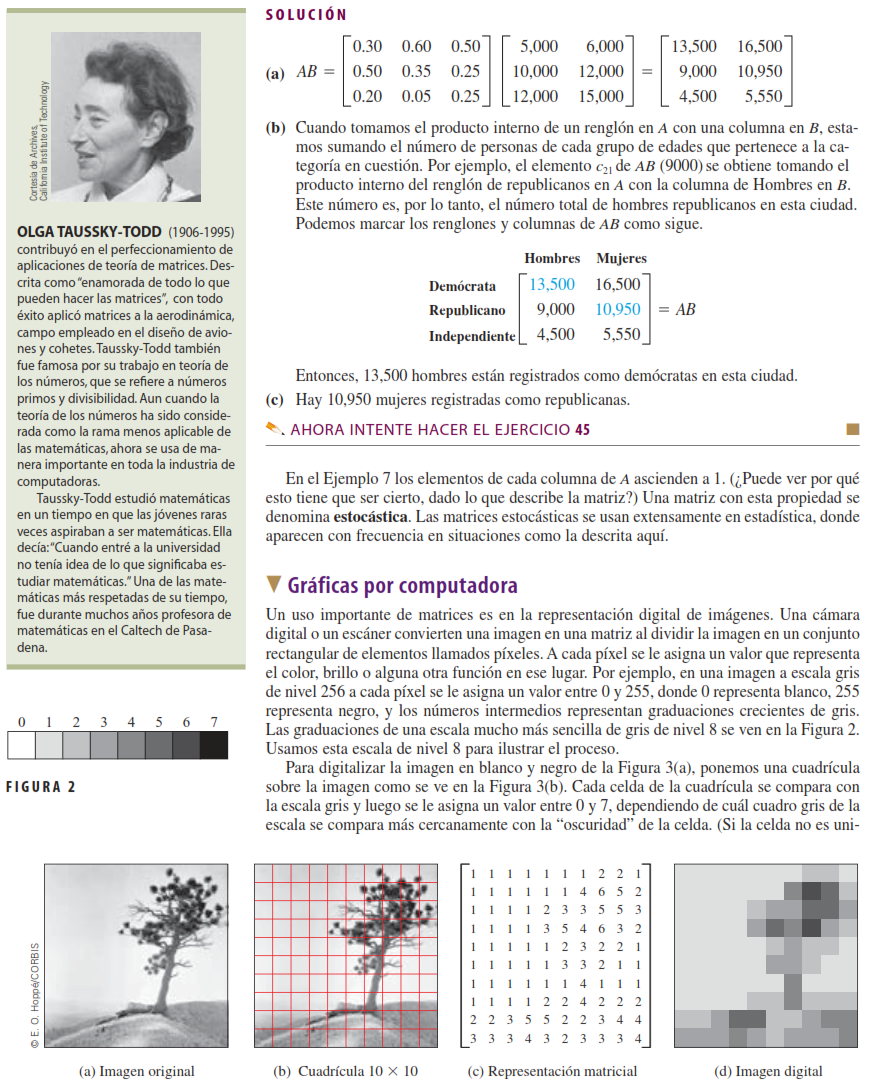 SOLUCIÓN
(a) AB = [0.30 0.60 0.50] [5,000 6,000] = [13,500 16,500]
0.50 0.35 0.25 10,000 12,000 9,000 10,950
0.20 0.05 0.25 12,000 15,000 4,500 5,550
(b) Cuando tomamos el producto interno de un renglón en A con una columna en B, esta-
mos sumando el número de personas de cada grupo de edades que pertenece a la ca-
tegoría en cuestión. Por ejemplo, el elemento c21 de AB (9000) se obtiene tomando el
producto interno del renglón de republicanos en A con la columna de Hombres en B.
Este número es, por lo tanto, el número total de hombres republicanos en esta ciudad.
Podemos marcar los renglones y columnas de AB como sigue.
Hombres Mujeres
Demócrata 13,500 16,500
Republicano 9,000 10,950 = AB
Independiente 4,500 5,550
Entonces, 13,500 hombres están registrados como demócratas en esta ciudad.
(c) Hay 10,950 mujeres registradas como republicanas.
AHORA INTENTE HACER EL EJERCICIO 45
En el Ejemplo 7 los elementos de cada columna de A ascienden a 1. (¿Puede ver por qué
esto tiene que ser cierto, dado lo que describe la matriz?) Una matriz con esta propiedad se
denomina estocástica. Las matrices estocásticas se usan extensamente en estadística, donde
aparecen con frecuencia en situaciones como la descrita aquí.
Gráficas por computadora
Un uso importante de matrices es en la representación digital de imágenes. Una cámara
digital o un escáner convierten una imagen en una matriz al dividir la imagen en un conjunto
rectangular de elementos llamados píxeles. A cada píxel se le asigna un valor que representa
el color, brillo o alguna otra función en ese lugar. Por ejemplo, en una imagen a escala gris
de nivel 256 a cada píxel se le asigna un valor entre 0 y 255, donde 0 representa blanco, 255
representa negro, y los números intermedios representan graduaciones crecientes de gris.
Las graduaciones de una escala mucho más sencilla de gris de nivel 8 se ven en la Figura 2.
Usamos esta escala de nivel 8 para ilustrar el proceso.
Para digitalizar la imagen en blanco y negro de la Figura 3(a), ponemos una cuadrícula
sobre la imagen como se ve en la Figura 3(b). Cada celda de la cuadrícula se compara con
la escala gris y luego se le asigna un valor entre 0 y 7, dependiendo de cuál cuadro gris de la
escala se compara más cercanamente con la “oscuridad” de la celda. (Si la celda no es uni-
Cortesía de Archives,
California Institute of Technology
OLGA TAUSSKY-TODD (1906-1995)
contribuyó en el perfeccionamiento de
aplicaciones de teoría de matrices. Des-
crita como “enamorada de todo lo que
pueden hacer las matrices”, con todo
éxito aplicó matrices a la aerodinámica,
campo empleado en el diseño de avio-
nes y cohetes. Taussky-Todd también
fue famosa por su trabajo en teoría de
los números, que se refiere a números
primos y divisibilidad. Aun cuando la
teoría de los números ha sido conside-
rada como la rama menos aplicable de
las matemáticas, ahora se usa de ma-
nera importante en toda la industria de
computadoras.
Taussky-Todd estudió matemáticas
en un tiempo en que las jóvenes raras
veces aspiraban a ser matemáticas. Ella
decía: “Cuando entré a la universidad
no tenía idea de lo que significaba es-
tudiar matemáticas.” Una de las mate-
máticas más respetadas de su tiempo,
fue durante muchos años profesora de
matemáticas en el Caltech de Pasa-
dena.
0 1 2 3 4 5 6 7
FIGURA 2
© E. O. Hoppé/CORBIS
1 1 1 1 1 1 1 2 2 1
1 1 1 1 1 1 4 6 5 2
1 1 1 1 2 3 3 5 5 3
1 1 1 1 3 5 4 6 3 2
1 1 1 1 1 2 3 2 2 1
1 1 1 1 1 3 3 2 1 1
1 1 1 1 1 1 4 1 1 1
1 1 1 1 2 2 4 2 2 2
2 2 3 5 5 2 2 3 4 4
3 3 3 4 3 2 3 3 3 4
(a) Imagen original
(b) Cuadrícula 10 × 10
(c) Representación matricial
(d) Imagen digital